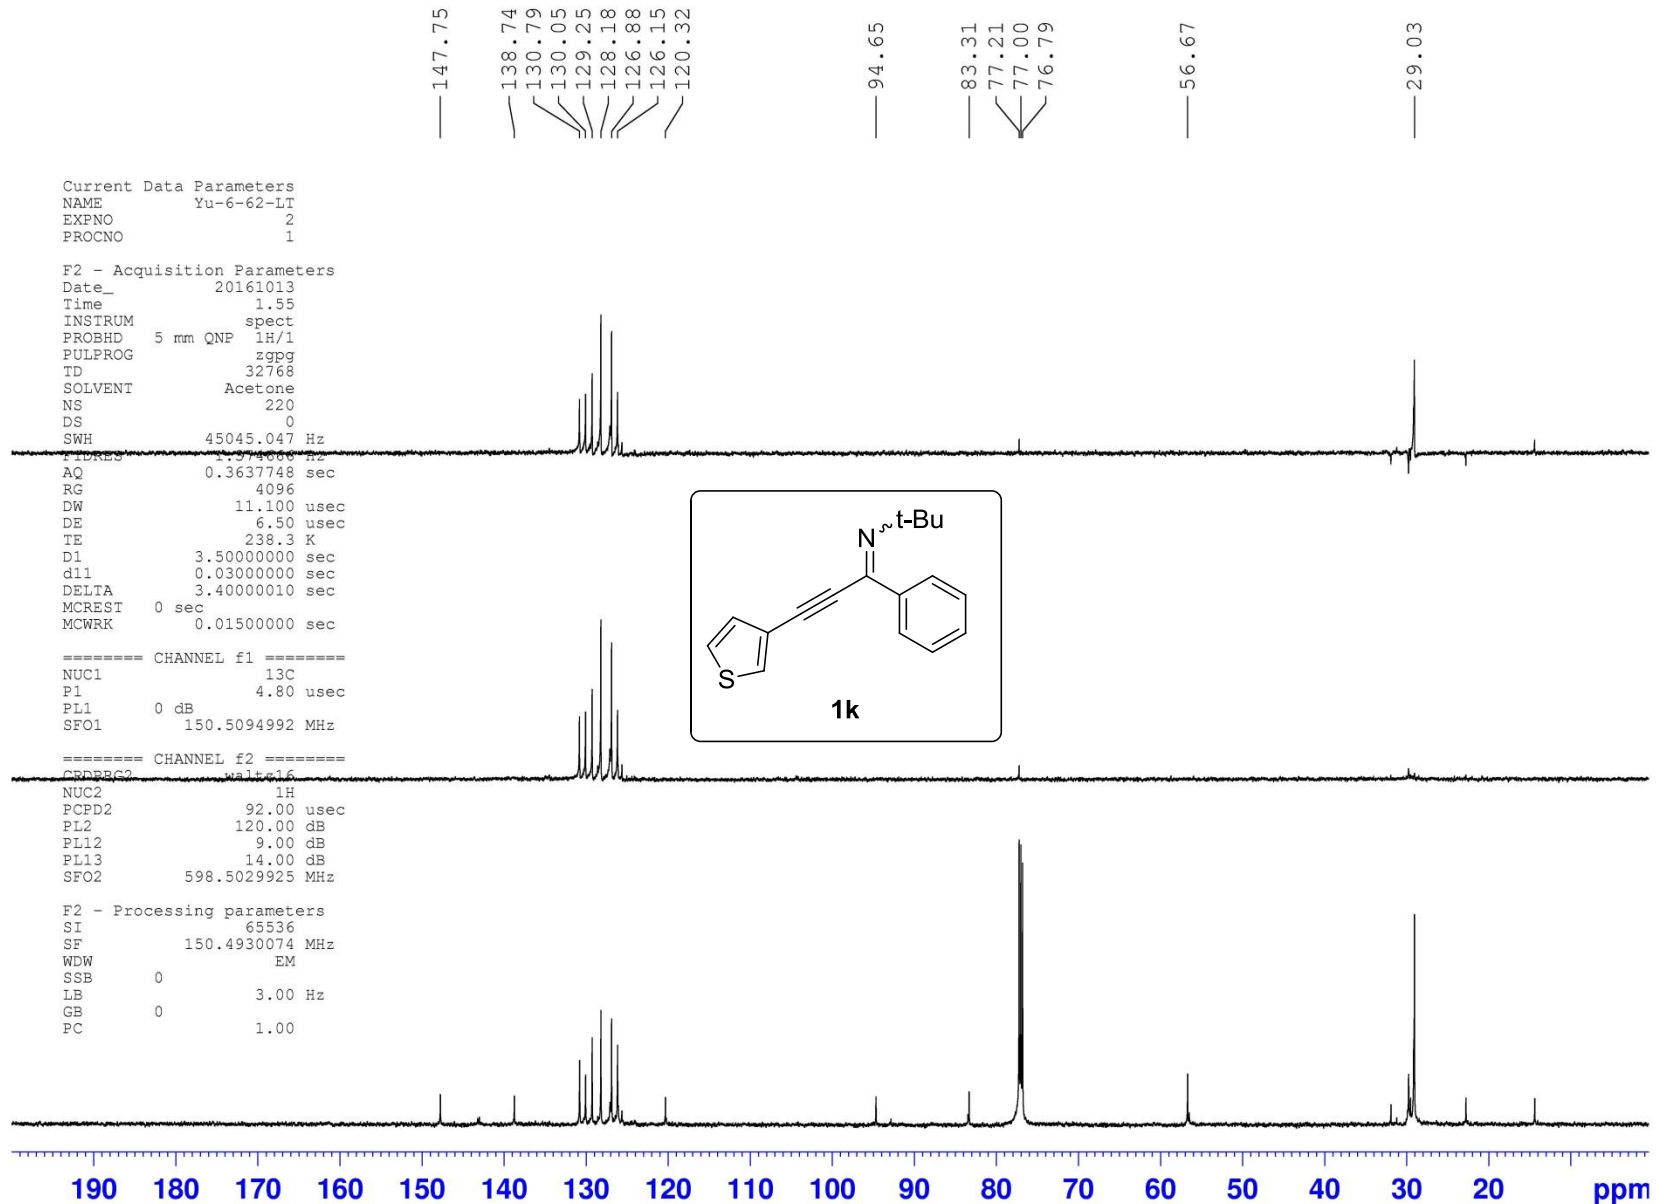 147.75
138.74
130.79
130.05
129.25
128.18
126.88
126.15
120.32
94.65
83.31
77.21
77.00
76.79
56.67
29.03
Current Data Parameters
NAME Yu-6-62-LT
EXPNO 2
PROCNO 1
F2 - Acquisition Parameters
Date_ 20161013
Time 1.55
INSTRUM spect
PROBHD 5 mm QNP 1H/1
PULPROG zgpg
TD 32768
SOLVENT Acetone
NS 220
DS 0
SWH 45045.047 Hz
FIDRES Hz
AQ 0.3637748 sec
RG 4096
DW 11.100 usec
DE 6.50 usec
TE 238.3 K
D1 3.50000000 sec
d11 0.03000000 sec
DELTA 3.40000010 sec
MCREST 0 sec
MCWRK 0.01500000 sec
======== CHANNEL f1 ========
NUC1 13C
P1 4.80 usec
PL1 0 dB
SFO1 150.5094992 MHz
======== CHANNEL f2 ========
CPDPRG2 waltz16
NUC2 1H
PCPD2 92.00 usec
PL2 120.00 dB
PL12 9.00 dB
PL13 14.00 dB
SFO2 598.5029925 MHz
F2 - Processing parameters
SI 65536
SF 150.4930074 MHz
WDW EM
SSB 0
LB 3.00 Hz
GB 0
PC 1.00
N t-Bu
S
1k
190 180 170 160 150 140 130 120 110 100 90 80 70 60 50 40 30 20 ppm